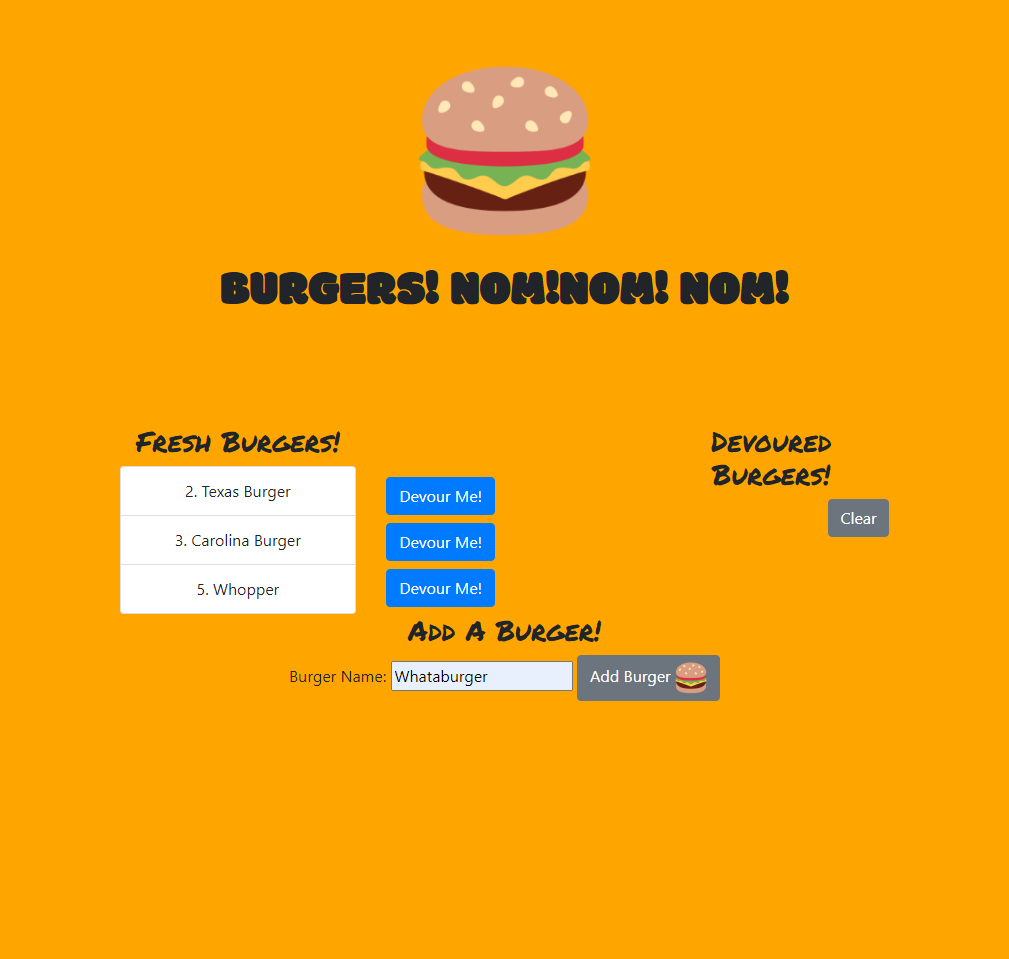 BURGERS! NOM!NOM! NOM!
Fresh Burgers!
2. Texas Burger
Devour Me!
3. Carolina Burger
Devour Me!
5. Whopper
Devour Me!
Devoured
Burgers!
Clear
Add A Burger!
Burger Name: Whataburger Add Burger